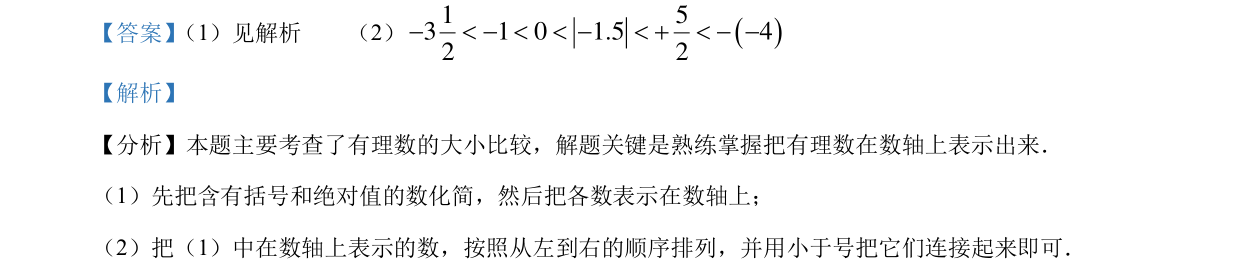 【答案】（1）见解析 （2）$-3\frac{1}{2}<-1<0<|-1.5|<+\frac{5}{2}<-(-4)$
【解析】
【分析】本题主要考查了有理数的大小比较，解题关键是熟练掌握把有理数在数轴上表示出来．
（1）先把含有括号和绝对值的数化简，然后把各数表示在数轴上；
（2）把（1）中在数轴上表示的数，按照从左到右的顺序排列，并用小于号把它们连接起来即可．